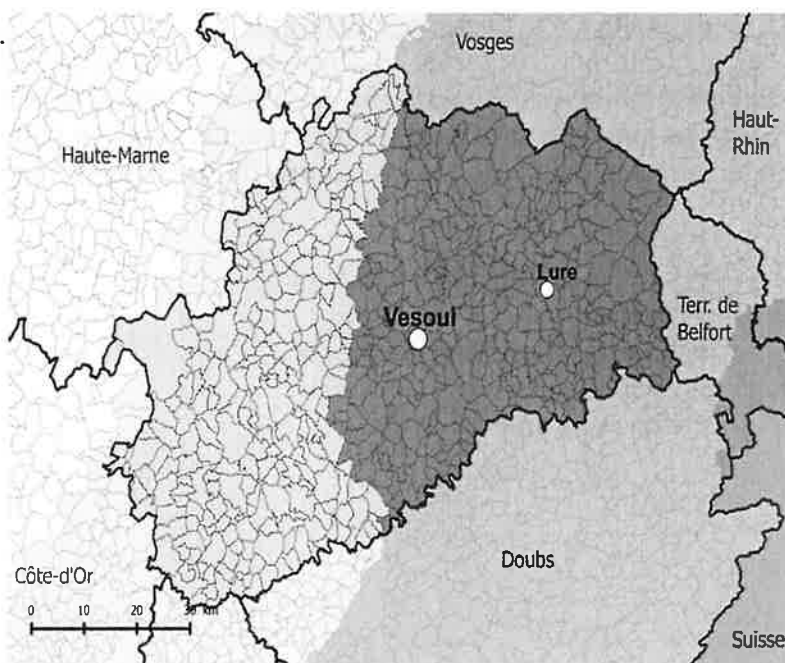 Vosges
Haute-Marne
Haut-
Rhin
Lure
Vesoul
Terr. de
Belfort
Doubs
Côte-d'Or
0 10 20 30 km
Suisse